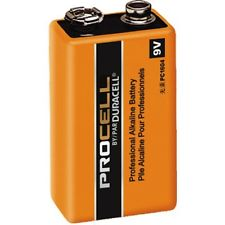 PROCELL
BY/PAR DURACELL
Professional Alkaline Battery
Pile Alcaline Pour Professionnels
PC1604
9V